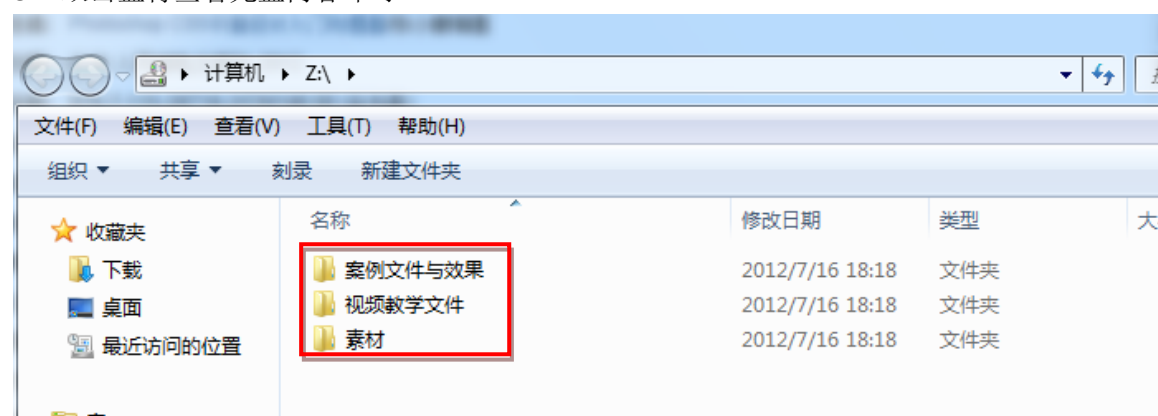 计算机 Z:\
文件(F) 编辑(E) 查看(V) 工具(T) 帮助(H)
组织 共享 刻录 新建文件夹
名称 修改日期 类型 大
收藏夹
下载
桌面
最近访问的位置
案例文件与效果 2012/7/16 18:18 文件夹
视频教学文件 2012/7/16 18:18 文件夹
素材 2012/7/16 18:18 文件夹